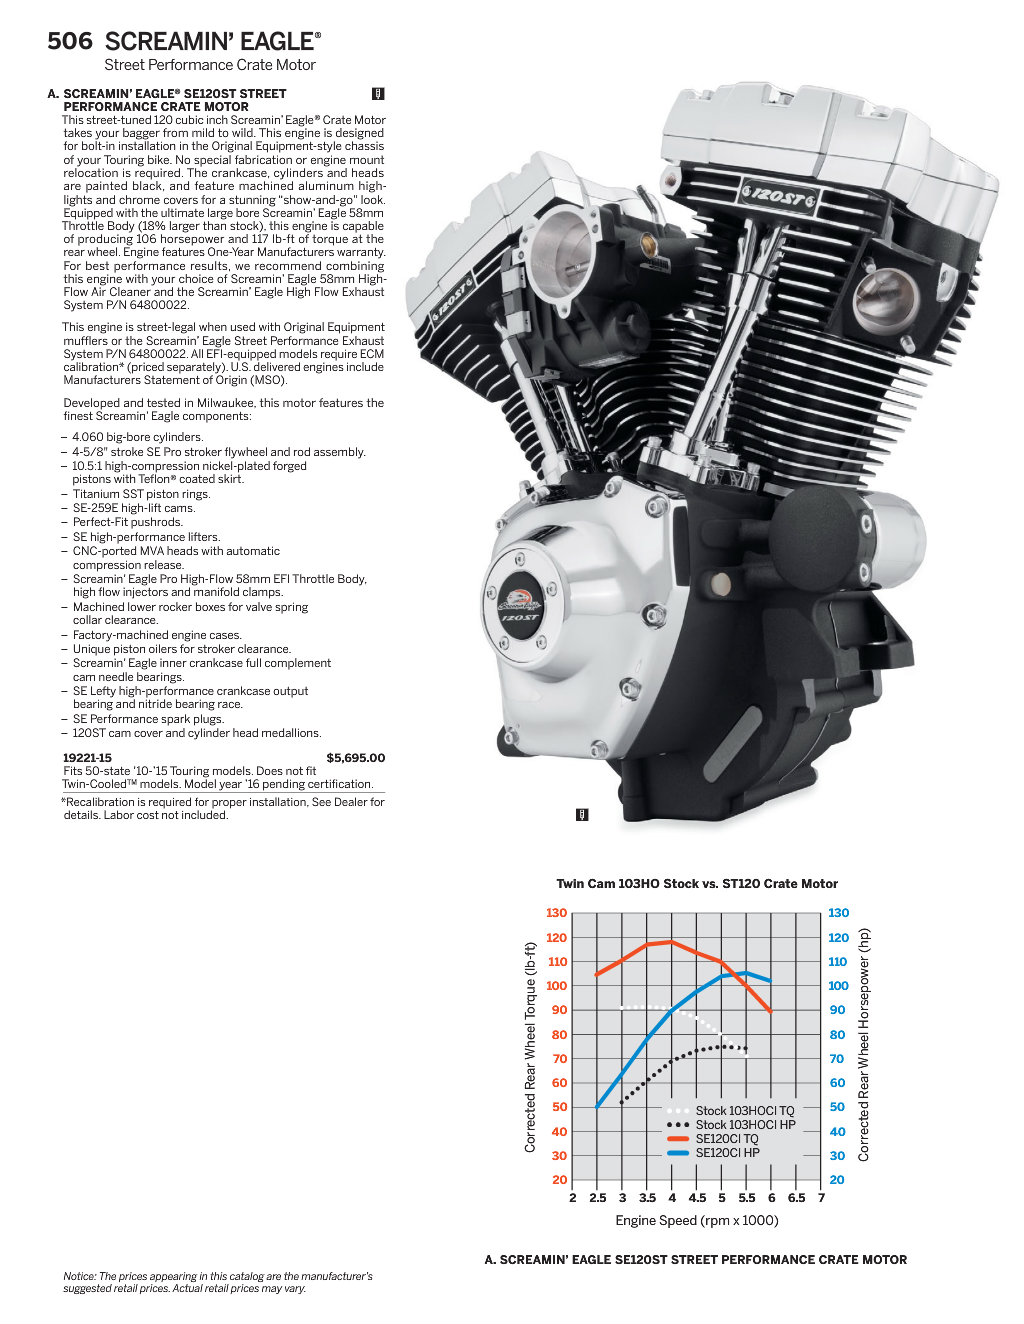 506 SCREAMIN’ EAGLE®
Street Performance Crate Motor
A. SCREAMIN’ EAGLE® SE120ST STREET
PERFORMANCE CRATE MOTOR
This street-tuned 120 cubic inch Screamin’ Eagle® Crate Motor
takes your bagger from mild to wild. This engine is designed
for bolt-in installation in the Original Equipment-style chassis
of your Touring bike. No special fabrication or engine mount
relocation is required. The crankcase, cylinders and heads
are painted black, and feature machined aluminum high-
lights and chrome covers for a stunning "show-and-go" look.
Equipped with the ultimate large bore Screamin’ Eagle 58mm
Throttle Body (18% larger than stock), this engine is capable
of producing 106 horsepower and 117 lb-ft of torque at the
rear wheel. Engine features One-Year Manufacturers warranty.
For best performance results, we recommend combining
this engine with your choice of Screamin’ Eagle 58mm High-
Flow Air Cleaner and the Screamin’ Eagle High Flow Exhaust
System P/N 64800022.
This engine is street-legal when used with Original Equipment
mufflers or the Screamin’ Eagle Street Performance Exhaust
System P/N 64800022. All EFI-equipped models require ECM
calibration* (priced separately). U.S. delivered engines include
Manufacturers Statement of Origin (MSO).
Developed and tested in Milwaukee, this motor features the
finest Screamin’ Eagle components:
– 4.060 big-bore cylinders.
– 4-5/8" stroke SE Pro stroker flywheel and rod assembly.
– 10.5:1 high-compression nickel-plated forged
pistons with Teflon® coated skirt.
– Titanium SST piston rings.
– SE-259E high-lift cams.
– Perfect-Fit pushrods.
– SE high-performance lifters.
– CNC-ported MVA heads with automatic
compression release.
– Screamin’ Eagle Pro High-Flow 58mm EFI Throttle Body,
high flow injectors and manifold clamps.
– Machined lower rocker boxes for valve spring
collar clearance.
– Factory-machined engine cases.
– Unique piston oilers for stroker clearance.
– Screamin’ Eagle inner crankcase full complement
cam needle bearings.
– SE Lefty high-performance crankcase output
bearing and nitride bearing race.
– SE Performance spark plugs.
– 120ST cam cover and cylinder head medallions.
19221-15 $5,695.00
Fits 50-state ’10-’15 Touring models. Does not fit
Twin-Cooled™ models. Model year ’16 pending certification.
*Recalibration is required for proper installation, See Dealer for
details. Labor cost not included.
120ST
120ST
120ST
Twin Cam 103HO Stock vs. ST120 Crate Motor
130 130
120 120
110 110
100 100
90 90
80 80
70 70
60 60
50 50
40 40
30 30
20 20
Corrected Rear Wheel Torque (lb-ft)
Corrected Rear Wheel Horsepower (hp)
Stock 103HOCI TQ
Stock 103HOCI HP
SE120CI TQ
SE120CI HP
2 2.5 3 3.5 4 4.5 5 5.5 6 6.5 7
Engine Speed (rpm x 1000)
A. SCREAMIN’ EAGLE SE120ST STREET PERFORMANCE CRATE MOTOR
Notice: The prices appearing in this catalog are the manufacturer’s
suggested retail prices. Actual retail prices may vary.